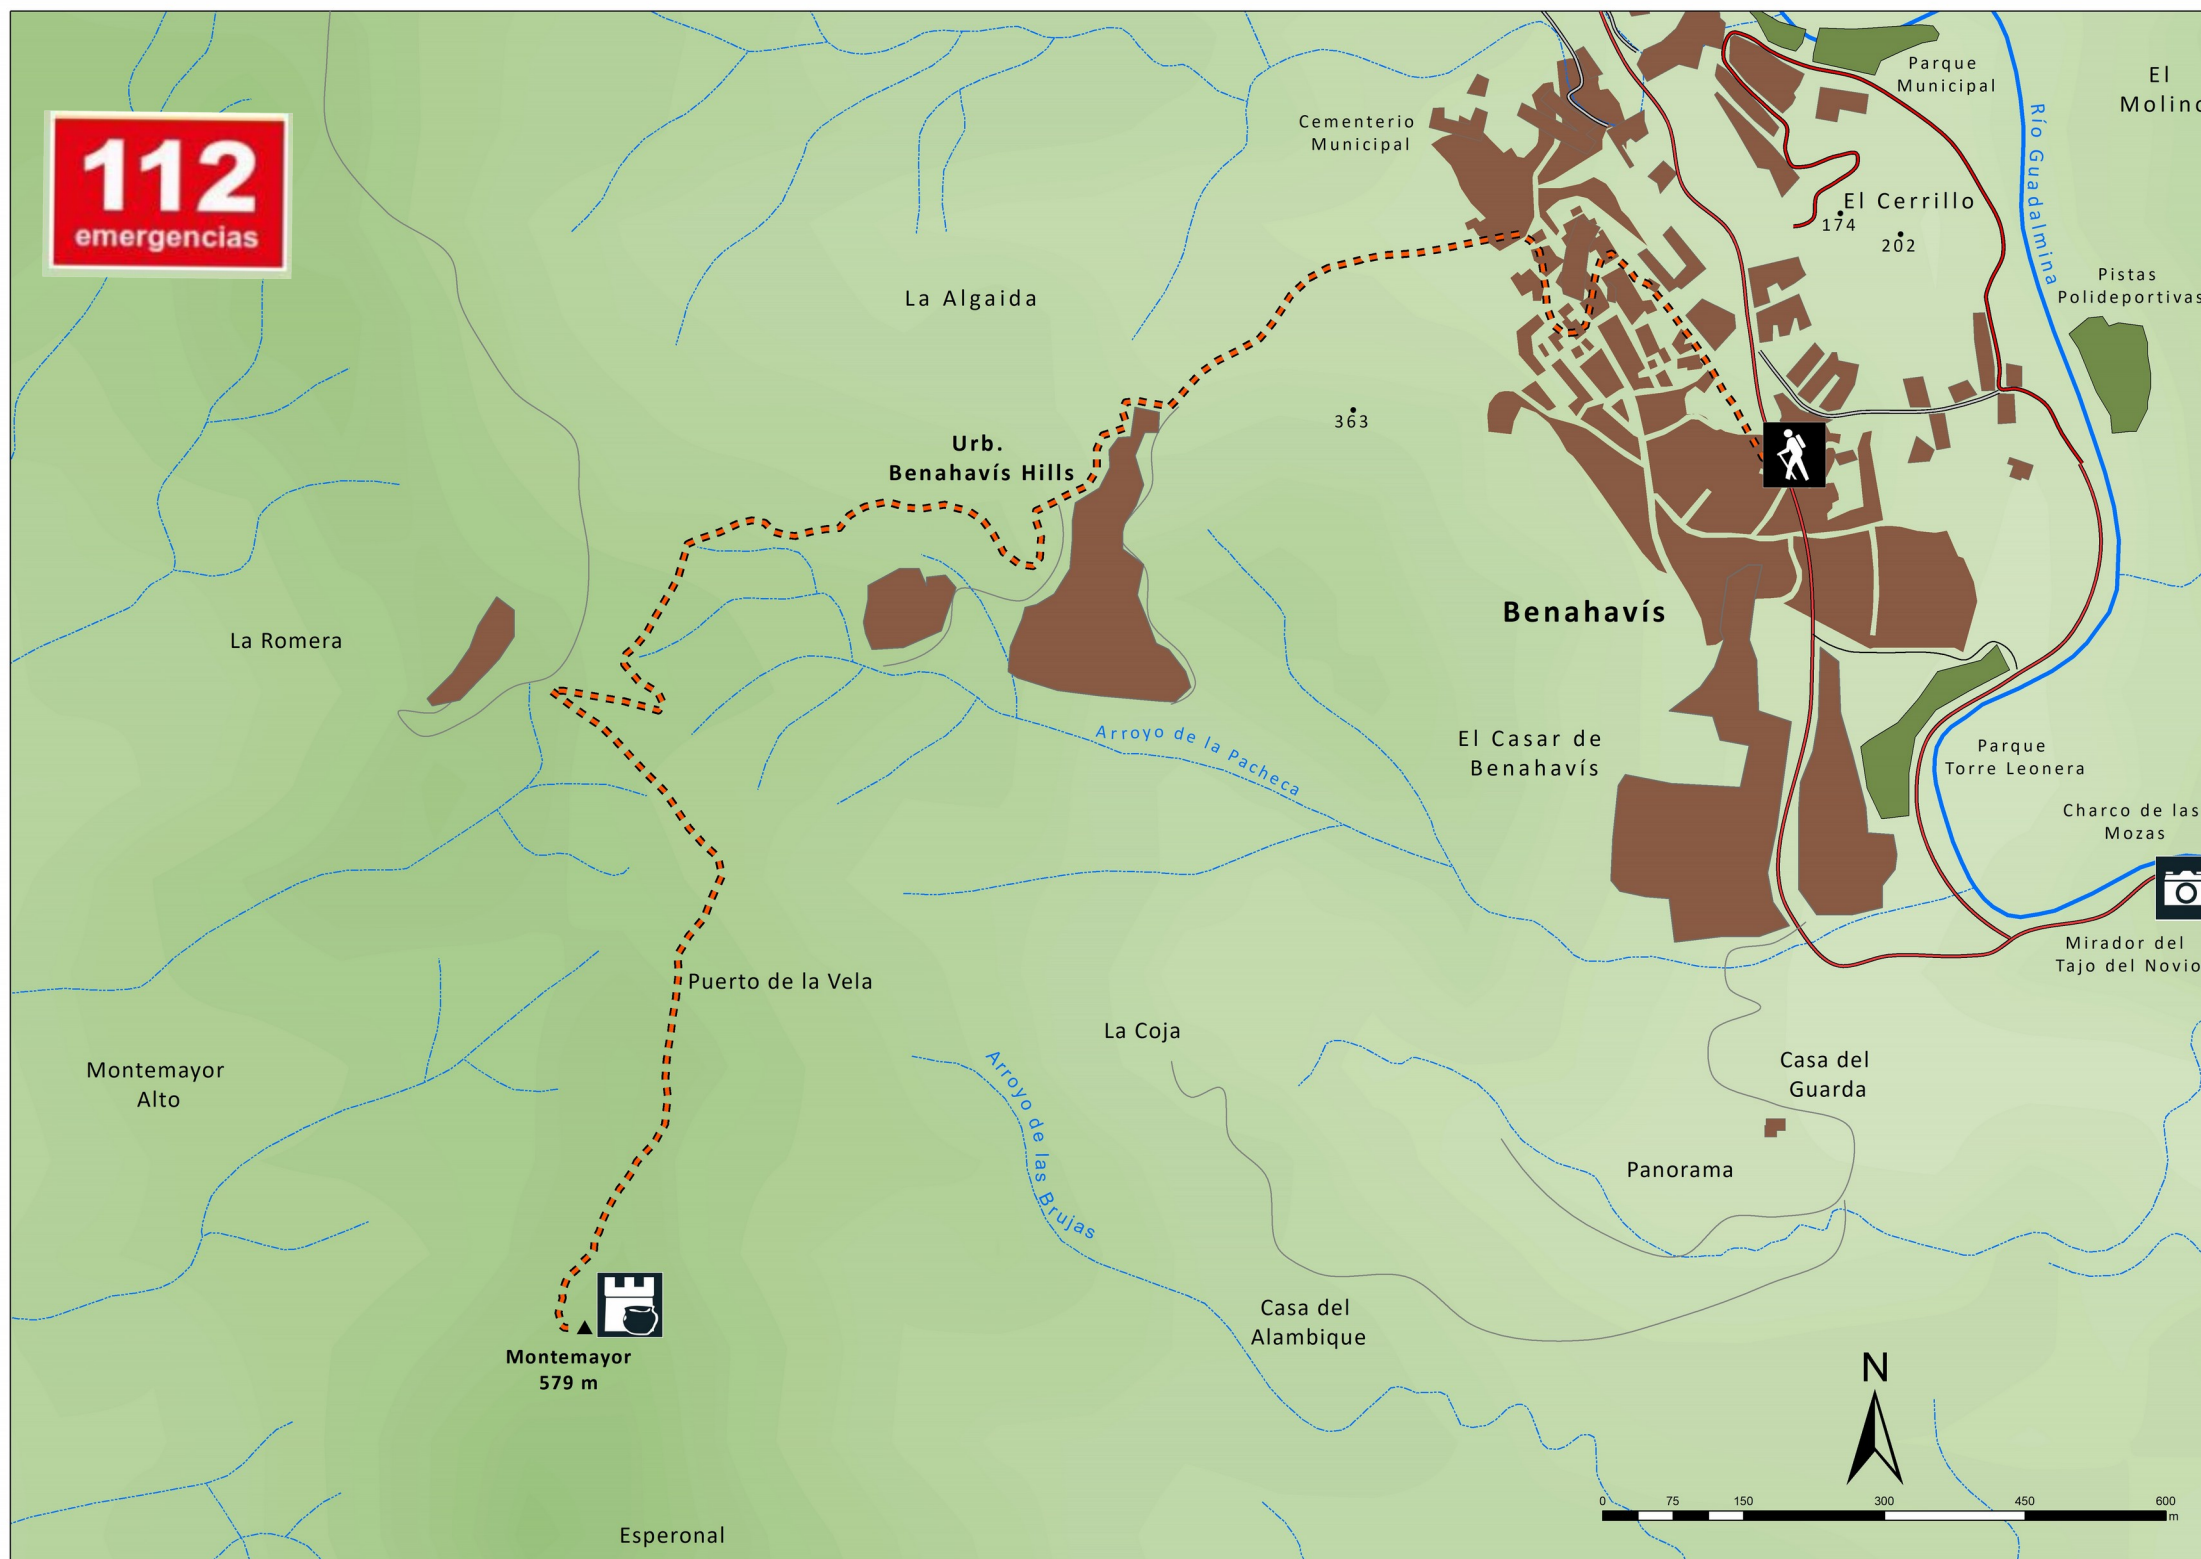 112
emergencias
Cementerio
Municipal
Parque
Municipal
El
Molino
Río Guadalmina
El Cerrillo
174
202
Pistas
Polideportivas
La Algaida
363
Urb.
Benahavís Hills
Benahavís
La Romera
El Casar de
Benahavís
Arroyo de la Pacheca
Parque
Torre Leonera
Charco de las
Mozas
Mirador del
Tajo del Novio
Puerto de la Vela
La Coja
Montemayor
Alto
Arroyo de las Brujas
Casa del
Guarda
Panorama
Casa del
Alambique
Montemayor
579 m
N
0 75 150 300 450 600
m
Esperonal